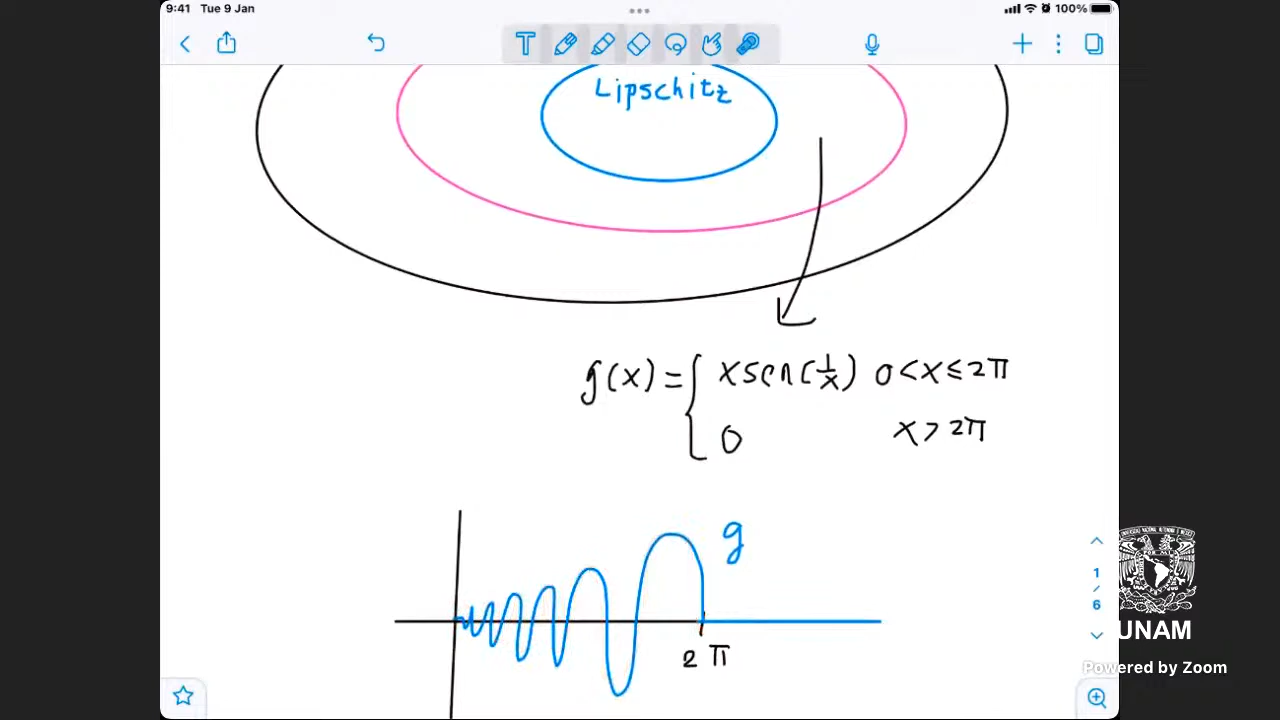 9:41 Tue 9 Jan
100%
T
Lipschitz
g(x) = { x sen(1/x) 0 < x ≤ 2π
0 x > 2π
g
2π
1
/
6
UNAM
Powered by Zoom